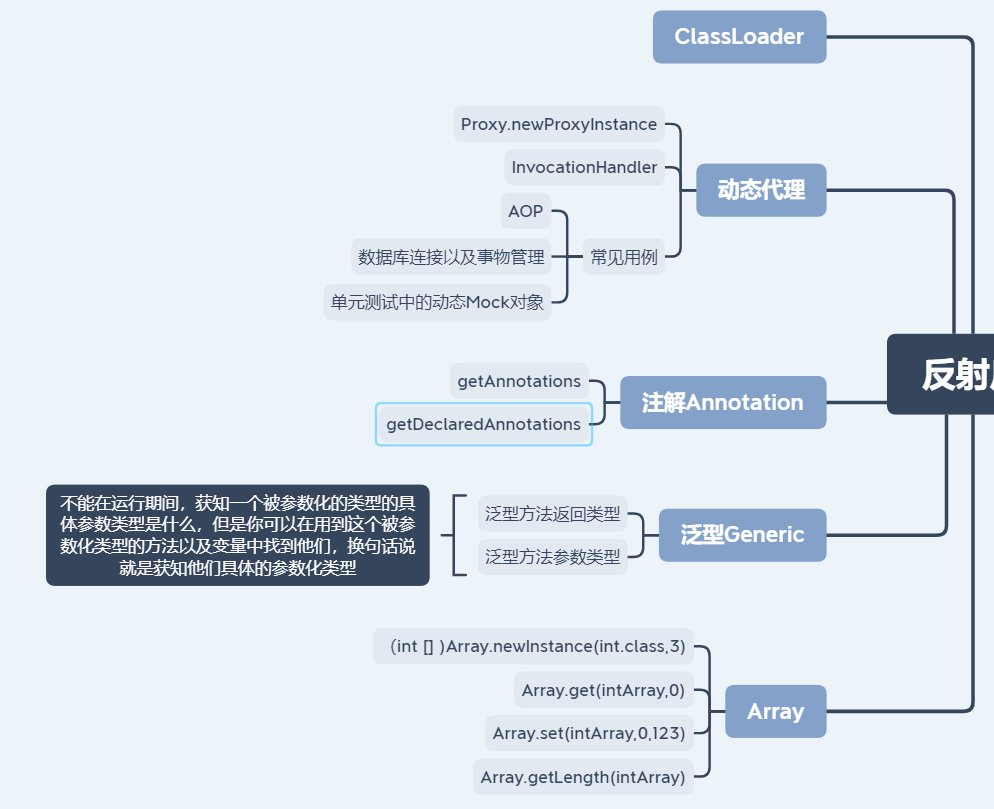 ClassLoader
Proxy.newProxyInstance
InvocationHandler
动态代理
AOP
数据库连接以及事物管理
常见用例
单元测试中的动态Mock对象
反射
getAnnotations
注解Annotation
getDeclaredAnnotations
不能在运行期间，获知一个被参数化的类型的具
体参数类型是什么，但是你可以在用到这个被参
数化类型的方法以及变量中找到他们，换句话说
就是获知他们具体的参数化类型
泛型方法返回类型
泛型Generic
泛型方法参数类型
（int [] )Array.newInstance(int.class,3)
Array.get(intArray,0)
Array
Array.set(intArray,0,123)
Array.getLength(intArray)